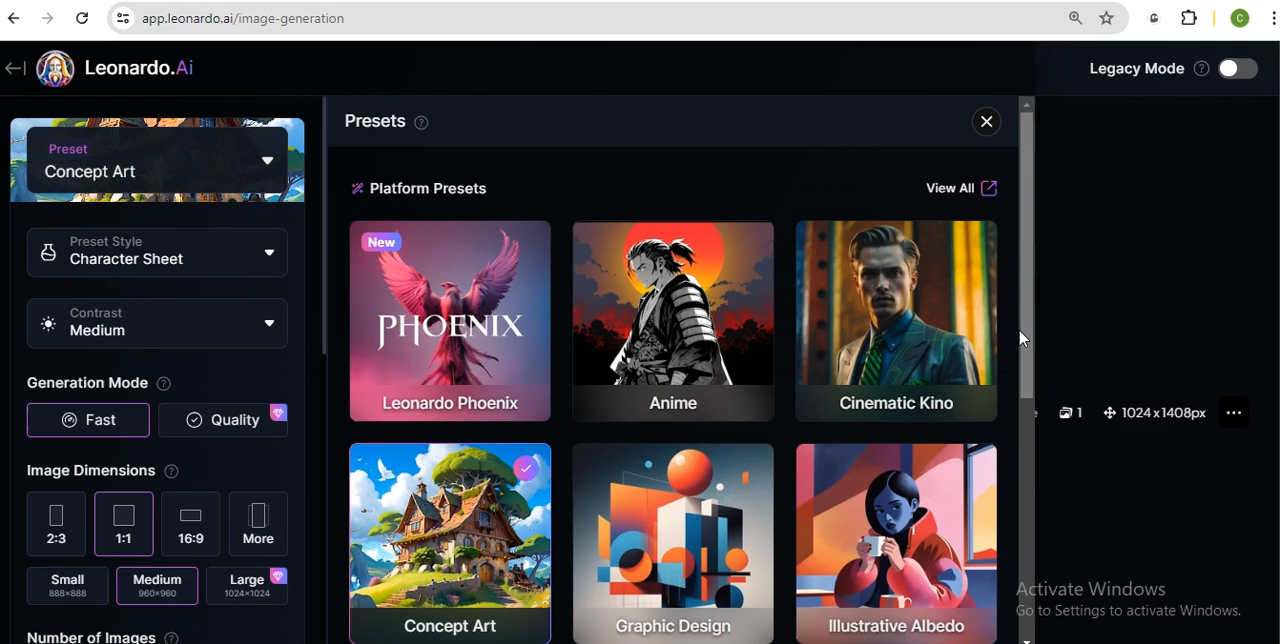 app.leonardo.ai/image-generation
C
Leonardo.Ai
Legacy Mode
Preset
Concept Art
Preset Style
Character Sheet
Contrast
Medium
Generation Mode
Fast
Quality
Image Dimensions
2:3
1:1
16:9
More
Small
888×888
Medium
960×960
Large
1024×1024
Number of Images
Presets
Platform Presets
View All
New
PHOENIX
Leonardo Phoenix
Anime
Cinematic Kino
Concept Art
Graphic Design
Illustrative Albedo
1
1024 x 1408px
Activate Windows
Go to Settings to activate Windows.